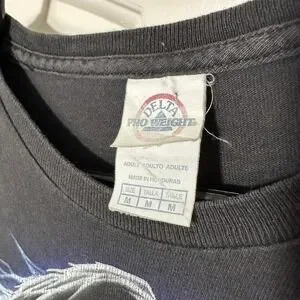 DELTA
PRO WEIGHT
ADULT ADULTO ADULTE
MADE IN HONDURAS
SIZE TALLA TAILLE
M M M